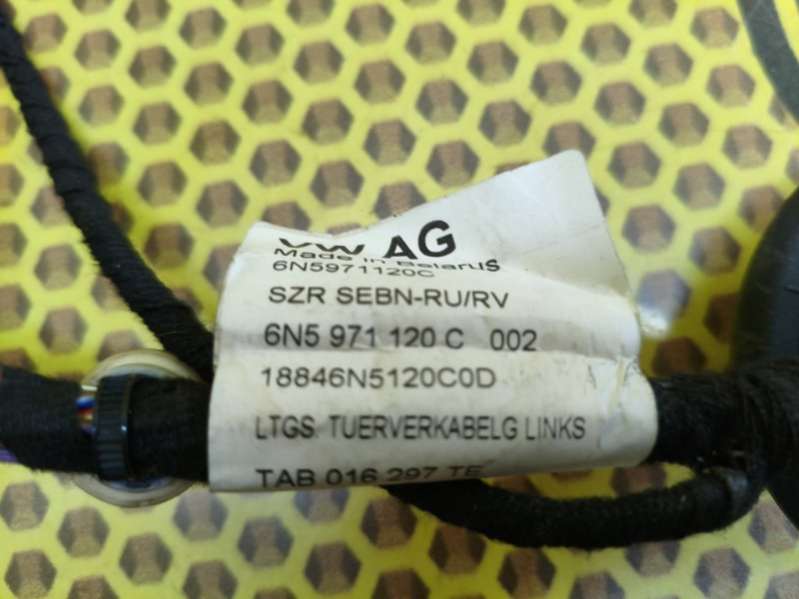 VW AG
Made in Belarus
6N5971120C
SZR SEBN-RU/RV
6N5 971 120 C 002
18846N5120C0D
LTGS. TUERVERKABELG LINKS
TAB 016 297 TE